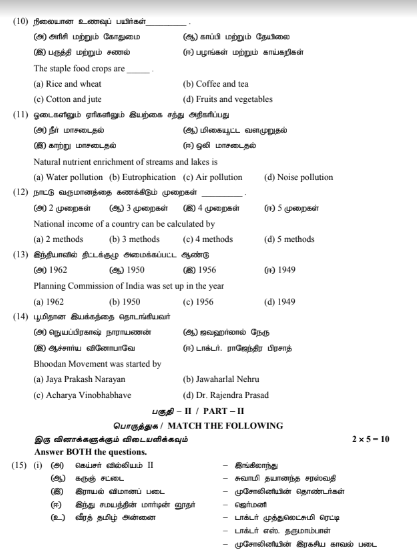 (10) நிலையான உணவுப் பயிர்கள்__________ .
(அ) அரிசி மற்றும் கோதுமை (ஆ) காப்பி மற்றும் தேயிலை
(இ) பருத்தி மற்றும் சணல் (ஈ) பழங்கள் மற்றும் காய்கறிகள்
The staple food crops are _____ .
(a) Rice and wheat (b) Coffee and tea
(c) Cotton and jute (d) Fruits and vegetables
(11) ஓடைகளிலும் ஏரிகளிலும் இயற்கை சத்து அதிகரிப்பது
(அ) நீர் மாசடைதல் (ஆ) மிகையூட்ட வளமுறுதல்
(இ) காற்று மாசடைதல் (ஈ) ஒலி மாசடைதல்
Natural nutrient enrichment of streams and lakes is
(a) Water pollution (b) Eutrophication (c) Air pollution (d) Noise pollution
(12) நாட்டு வருமானத்தை கணக்கிடும் முறைகள் __________ .
(அ) 2 முறைகள் (ஆ) 3 முறைகள் (இ) 4 முறைகள் (ஈ) 5 முறைகள்
National income of a country can be calculated by
(a) 2 methods (b) 3 methods (c) 4 methods (d) 5 methods
(13) இந்தியாவில் திட்டக்குழு அமைக்கப்பட்ட ஆண்டு
(அ) 1962 (ஆ) 1950 (இ) 1956 (ஈ) 1949
Planning Commission of India was set up in the year
(a) 1962 (b) 1950 (c) 1956 (d) 1949
(14) பூமிதான இயக்கத்தை தொடங்கியவர்
(அ) ஜெயப்பிரகாஷ் நாராயணன் (ஆ) ஜவஹர்லால் நேரு
(இ) ஆச்சார்ய வினோபாவே (ஈ) டாக்டர். ராஜேந்திர பிரசாத்
Bhoodan Movement was started by
(a) Jaya Prakash Narayan (b) Jawaharlal Nehru
(c) Acharya Vinobhabhave (d) Dr. Rajendra Prasad
பகுதி – II / PART – II
பொருத்துக / MATCH THE FOLLOWING
இரு வினாக்களுக்கும் விடையளிக்கவும் 2 × 5 = 10
Answer BOTH the questions.
(15) (i) (அ) கெய்சர் வில்லியம் II – இங்கிலாந்து
(ஆ) கருஞ் சட்டை – சுவாமி தயானந்த சரஸ்வதி
(இ) இராயல் விமானப் படை – முசோலினியின் தொண்டர்கள்
(ஈ) இந்து சமயத்தின் மார்டின் லூதர் – ஜெர்மனி
(உ) வீரத் தமிழ் அன்னை – டாக்டர் முத்துலெட்சுமி ரெட்டி
– டாக்டர் எஸ். தருமாம்பாள்
– முசோலினியின் இரகசிய காவல் படை